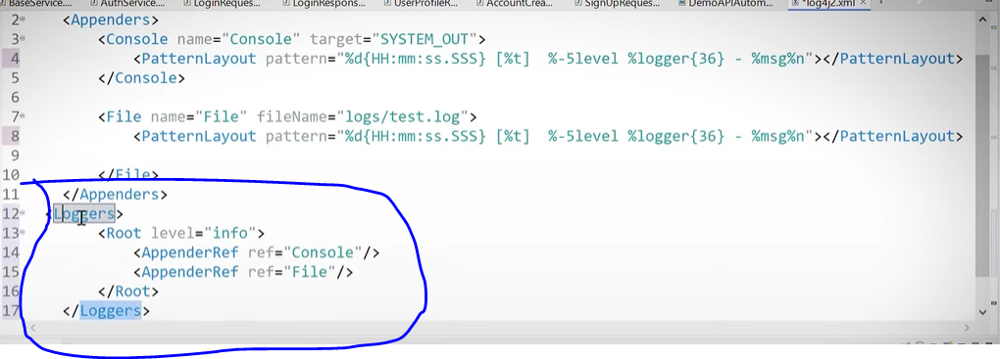 BaseService.... AuthService.... LoginReques... LoginRespons... UserProfileR... AccountCrea... SignUpReques... DemoAPIAutom... *log4j2.xml
2 <Appenders>
3 <Console name="Console" target="SYSTEM_OUT">
4 <PatternLayout pattern="%d{HH:mm:ss.SSS} [%t]  %-5level %logger{36} - %msg%n"></PatternLayout>
5 </Console>
6
7 <File name="File" fileName="logs/test.log">
8 <PatternLayout pattern="%d{HH:mm:ss.SSS} [%t]  %-5level %logger{36} - %msg%n"></PatternLayout>
9
10 </File>
11 </Appenders>
12 <Loggers>
13 <Root level="info">
14 <AppenderRef ref="Console"/>
15 <AppenderRef ref="File"/>
16 </Root>
17 </Loggers>